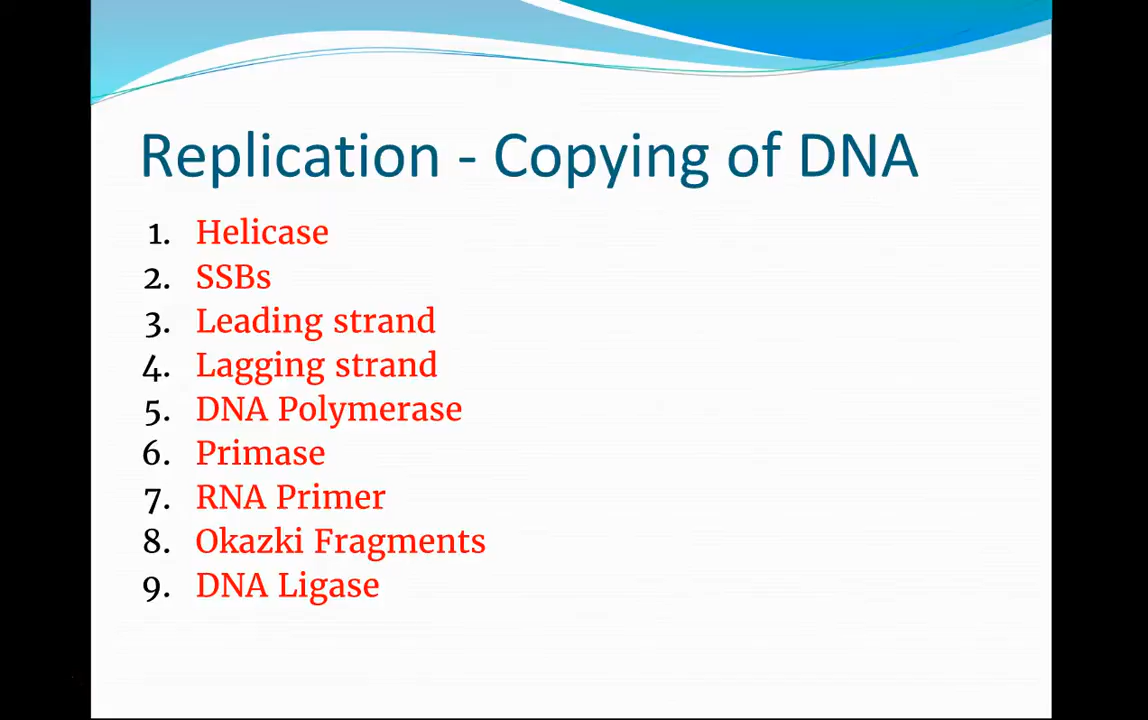 Replication - Copying of DNA
1. Helicase
2. SSBs
3. Leading strand
4. Lagging strand
5. DNA Polymerase
6. Primase
7. RNA Primer
8. Okazki Fragments
9. DNA Ligase